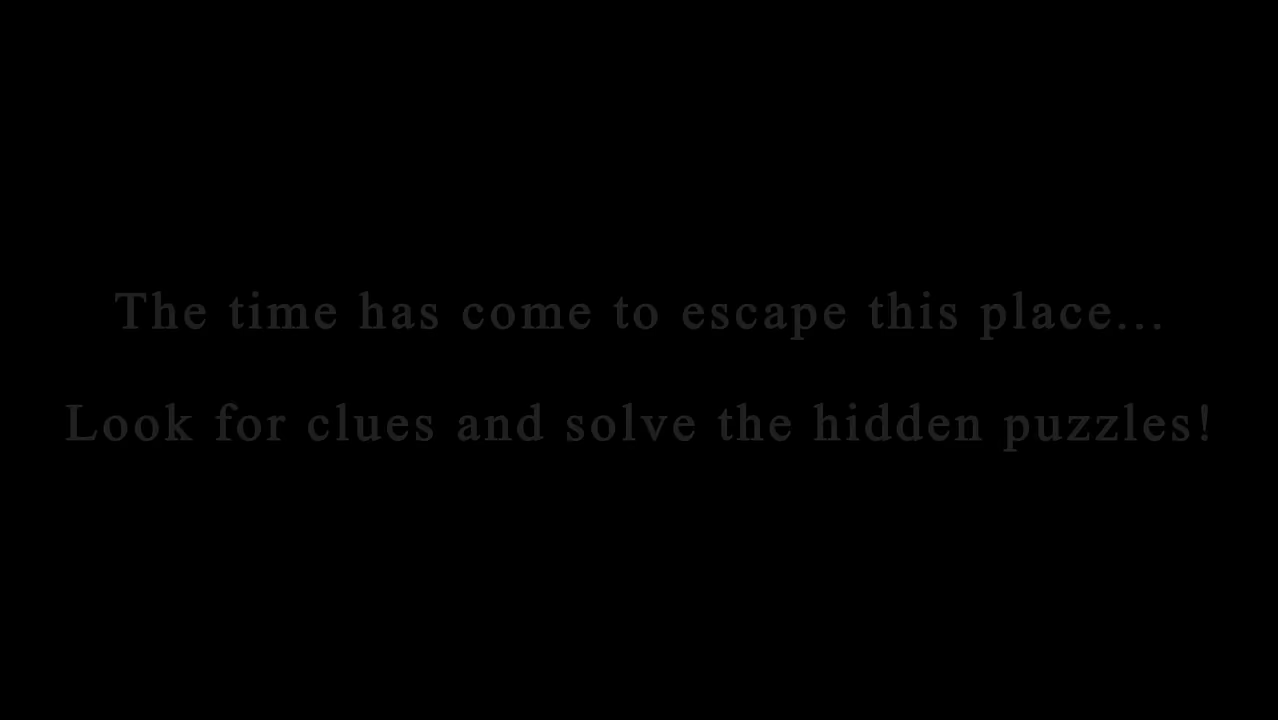 The time has come to escape this place...
Look for clues and solve the hidden puzzles!